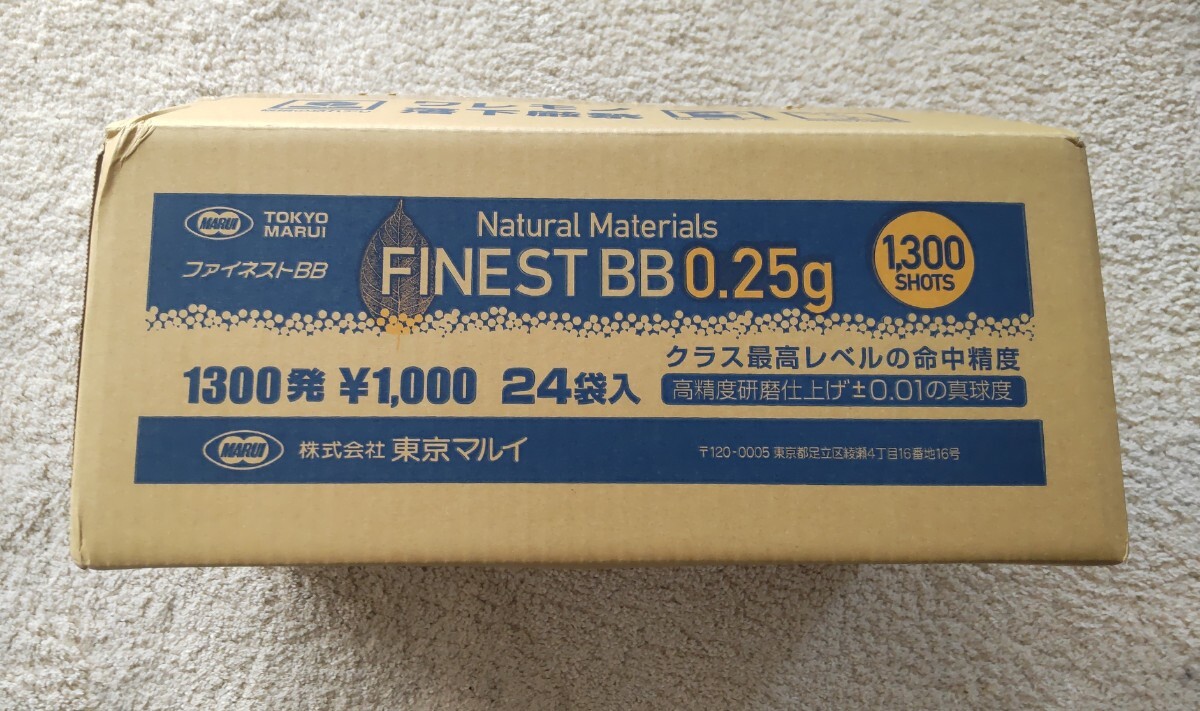 MARUI
TOKYO
MARUI
ファイネストBB
Natural Materials
FINEST BB 0.25g
1,300
SHOTS
1300発 ¥1,000 24袋入
クラス最高レベルの命中精度
高精度研磨仕上げ±0.01の真球度
MARUI
株式会社 東京マルイ
〒120-0005 東京都足立区綾瀬4丁目16番地16号